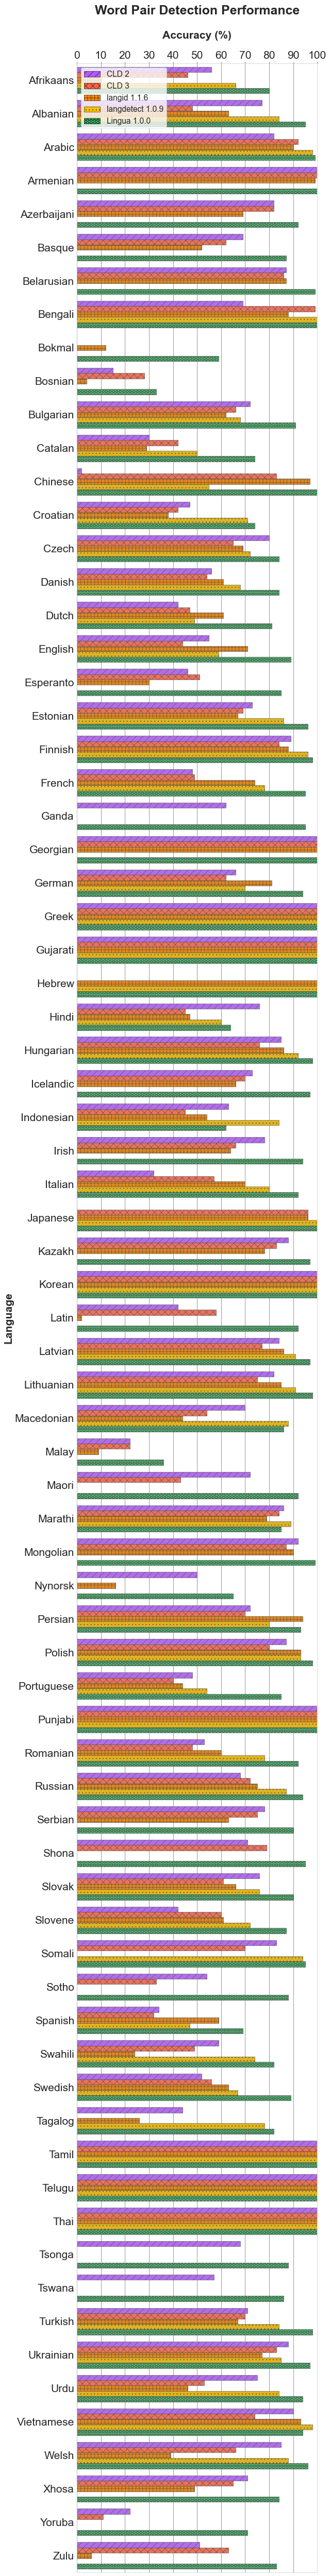 Word Pair Detection Performance
Accuracy (%)
0 10 20 30 40 50 60 70 80 90 100
CLD 2
CLD 3
langid 1.1.6
langdetect 1.0.9
Lingua 1.0.0
Language
Afrikaans
Albanian
Arabic
Armenian
Azerbaijani
Basque
Belarusian
Bengali
Bokmal
Bosnian
Bulgarian
Catalan
Chinese
Croatian
Czech
Danish
Dutch
English
Esperanto
Estonian
Finnish
French
Ganda
Georgian
German
Greek
Gujarati
Hebrew
Hindi
Hungarian
Icelandic
Indonesian
Irish
Italian
Japanese
Kazakh
Korean
Latin
Latvian
Lithuanian
Macedonian
Malay
Maori
Marathi
Mongolian
Nynorsk
Persian
Polish
Portuguese
Punjabi
Romanian
Russian
Serbian
Shona
Slovak
Slovene
Somali
Sotho
Spanish
Swahili
Swedish
Tagalog
Tamil
Telugu
Thai
Tsonga
Tswana
Turkish
Ukrainian
Urdu
Vietnamese
Welsh
Xhosa
Yoruba
Zulu